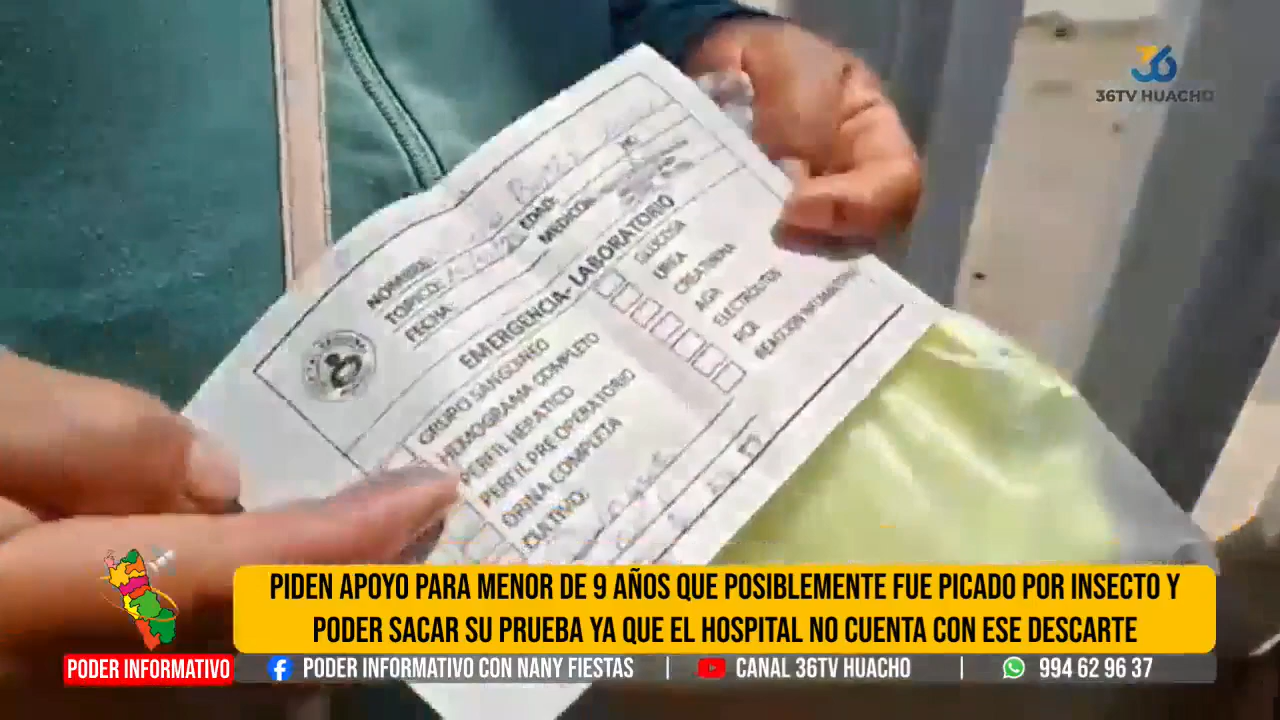 36
36TV HUACHO
NOMBRE:
TOPICO:
FECHA:
EDAD:
MEDICO:
EMERGENCIA- LABORATORIO
GRUPO SANGUINEO
HEMOGRAMA COMPLETO
PERFIL HEPATICO
PERFIL PRE OPERATORIO
ORINA COMPLETA
CULTIVO:
GLUCOSA
UREA
CREATININA
AGA
ELECTROLITOS
PCR
PIDEN APOYO PARA MENOR DE 9 AÑOS QUE POSIBLEMENTE FUE PICADO POR INSECTO Y
PODER SACAR SU PRUEBA YA QUE EL HOSPITAL NO CUENTA CON ESE DESCARTE
PODER INFORMATIVO
PODER INFORMATIVO CON NANY FIESTAS | CANAL 36TV HUACHO | 994 62 96 37